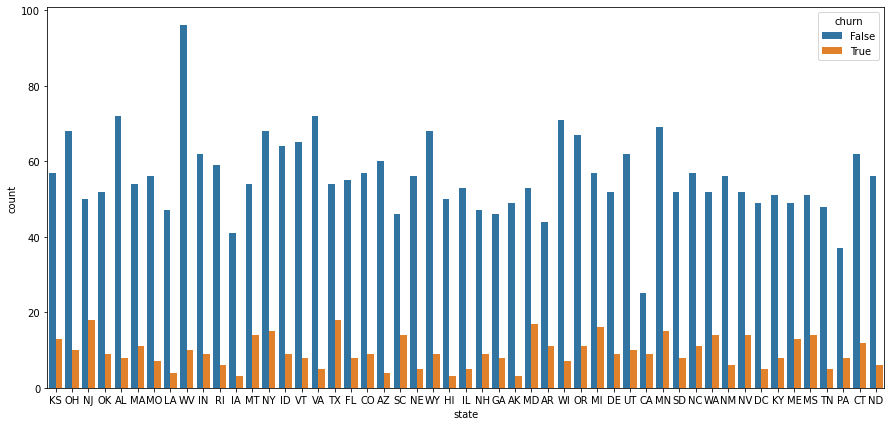 100
80
60
40
20
0
count
churn
False
True
KS OH NJ OK AL MA MO LA WV IN RI IA MT NY ID VT VA TX FL CO AZ SC NE WY HI IL NH GA AK MD AR WI OR MI DE UT CA MN SD NC WA NM NV DC KY ME MS TN PA CT ND
state